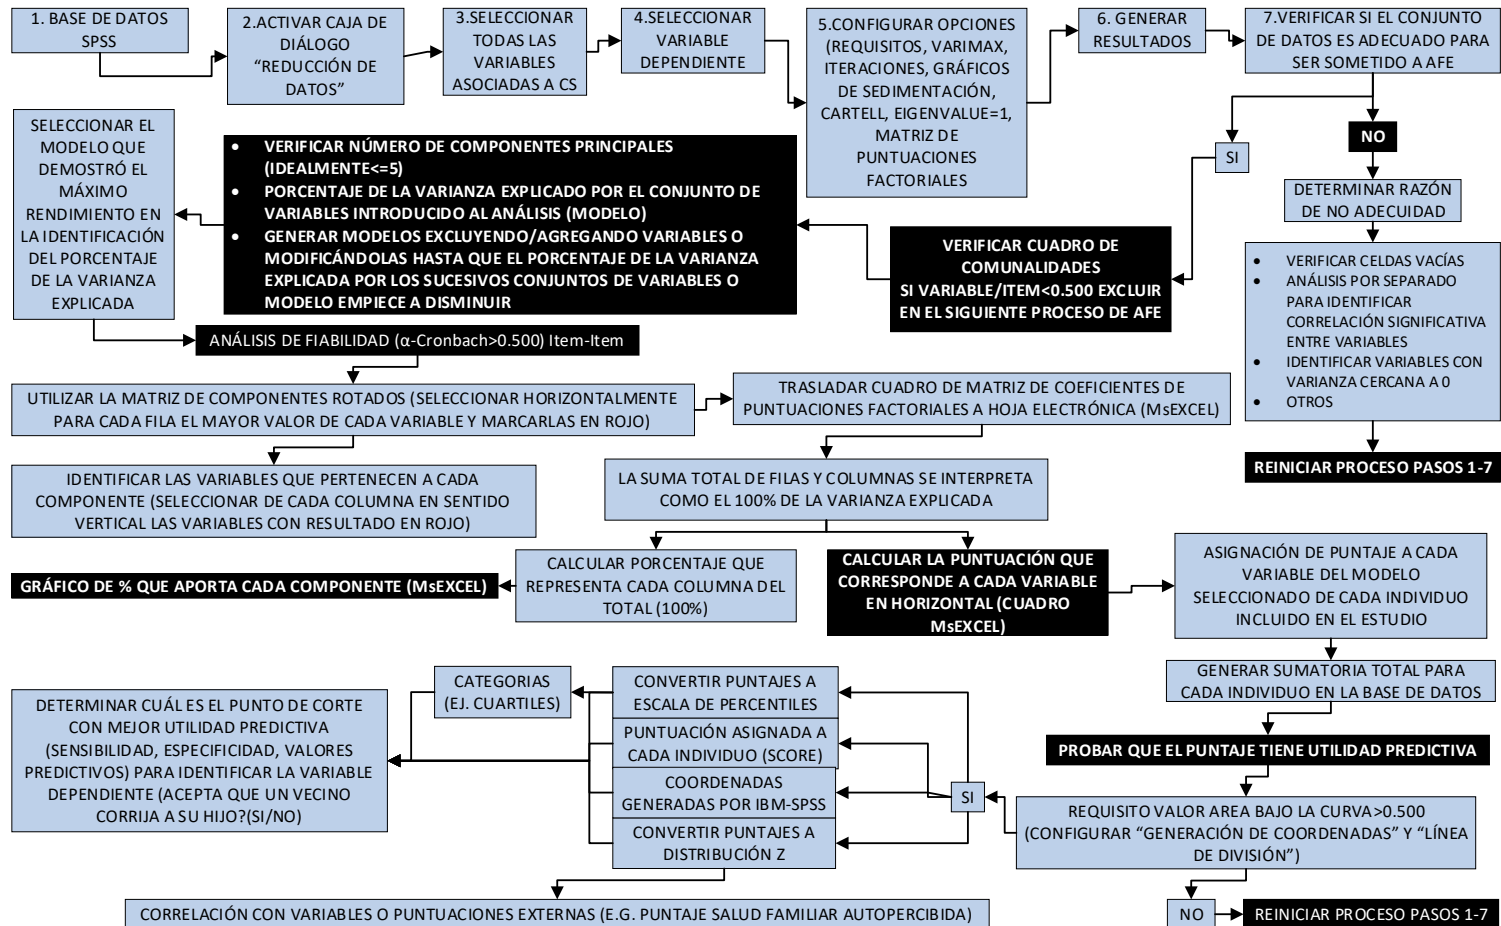 1. BASE DE DATOS
SPSS
2.ACTIVAR CAJA DE
DIÁLOGO
“REDUCCIÓN DE
DATOS”
3.SELECCIONAR
TODAS LAS
VARIABLES
ASOCIADAS A CS
4.SELECCIONAR
VARIABLE
DEPENDIENTE
5.CONFIGURAR OPCIONES
(REQUISITOS, VARIMAX,
ITERACIONES, GRÁFICOS
DE SEDIMENTACIÓN,
CARTELL, EIGENVALUE=1,
MATRIZ DE
PUNTUACIONES
FACTORIALES
6. GENERAR
RESULTADOS
7.VERIFICAR SI EL CONJUNTO
DE DATOS ES ADECUADO PARA
SER SOMETIDO A AFE
NO
SI
DETERMINAR RAZÓN
DE NO ADECUIDAD
• VERIFICAR CELDAS VACÍAS
• ANÁLISIS POR SEPARADO
PARA IDENTIFICAR
CORRELACIÓN SIGNIFICATIVA
ENTRE VARIABLES
• IDENTIFICAR VARIABLES CON
VARIANZA CERCANA A 0
• OTROS
REINICIAR PROCESO PASOS 1-7
VERIFICAR CUADRO DE
COMUNALIDADES
SI VARIABLE/ITEM<0.500 EXCLUIR
EN EL SIGUIENTE PROCESO DE AFE
• VERIFICAR NÚMERO DE COMPONENTES PRINCIPALES
(IDEALMENTE<=5)
• PORCENTAJE DE LA VARIANZA EXPLICADO POR EL CONJUNTO DE
VARIABLES INTRODUCIDO AL ANÁLISIS (MODELO)
• GENERAR MODELOS EXCLUYENDO/AGREGANDO VARIABLES O
MODIFICÁNDOLAS HASTA QUE EL PORCENTAJE DE LA VARIANZA
EXPLICADA POR LOS SUCESIVOS CONJUNTOS DE VARIABLES O
MODELO EMPIECE A DISMINUIR
SELECCIONAR EL
MODELO QUE
DEMOSTRÓ EL
MÁXIMO
RENDIMIENTO EN
LA IDENTIFICACIÓN
DEL PORCENTAJE
DE LA VARIANZA
EXPLICADA
ANÁLISIS DE FIABILIDAD (α-Cronbach>0.500) Item-Item
UTILIZAR LA MATRIZ DE COMPONENTES ROTADOS (SELECCIONAR HORIZONTALMENTE
PARA CADA FILA EL MAYOR VALOR DE CADA VARIABLE Y MARCARLAS EN ROJO)
TRASLADAR CUADRO DE MATRIZ DE COEFICIENTES DE
PUNTUACIONES FACTORIALES A HOJA ELECTRÓNICA (MsEXCEL)
IDENTIFICAR LAS VARIABLES QUE PERTENECEN A CADA
COMPONENTE (SELECCIONAR DE CADA COLUMNA EN SENTIDO
VERTICAL LAS VARIABLES CON RESULTADO EN ROJO)
LA SUMA TOTAL DE FILAS Y COLUMNAS SE INTERPRETA
COMO EL 100% DE LA VARIANZA EXPLICADA
GRÁFICO DE % QUE APORTA CADA COMPONENTE (MsEXCEL)
CALCULAR PORCENTAJE QUE
REPRESENTA CADA COLUMNA DEL
TOTAL (100%)
CALCULAR LA PUNTUACIÓN QUE
CORRESPONDE A CADA VARIABLE
EN HORIZONTAL (CUADRO
MsEXCEL)
ASIGNACIÓN DE PUNTAJE A CADA
VARIABLE DEL MODELO
SELECCIONADO DE CADA INDIVIDUO
INCLUIDO EN EL ESTUDIO
GENERAR SUMATORIA TOTAL PARA
CADA INDIVIDUO EN LA BASE DE DATOS
PROBAR QUE EL PUNTAJE TIENE UTILIDAD PREDICTIVA
REQUISITO VALOR AREA BAJO LA CURVA>0.500
(CONFIGURAR “GENERACIÓN DE COORDENADAS” Y “LÍNEA
DE DIVISIÓN”)
NO
REINICIAR PROCESO PASOS 1-7
SI
CONVERTIR PUNTAJES A
ESCALA DE PERCENTILES
PUNTUACIÓN ASIGNADA A
CADA INDIVIDUO (SCORE)
COORDENADAS
GENERADAS POR IBM-SPSS
CONVERTIR PUNTAJES A
DISTRIBUCIÓN Z
CATEGORIAS
(EJ. CUARTILES)
DETERMINAR CUÁL ES EL PUNTO DE CORTE
CON MEJOR UTILIDAD PREDICTIVA
(SENSIBILIDAD, ESPECIFICIDAD, VALORES
PREDICTIVOS) PARA IDENTIFICAR LA VARIABLE
DEPENDIENTE (ACEPTA QUE UN VECINO
CORRIJA A SU HIJO?(SI/NO)
CORRELACIÓN CON VARIABLES O PUNTUACIONES EXTERNAS (E.G. PUNTAJE SALUD FAMILIAR AUTOPERCIBIDA)